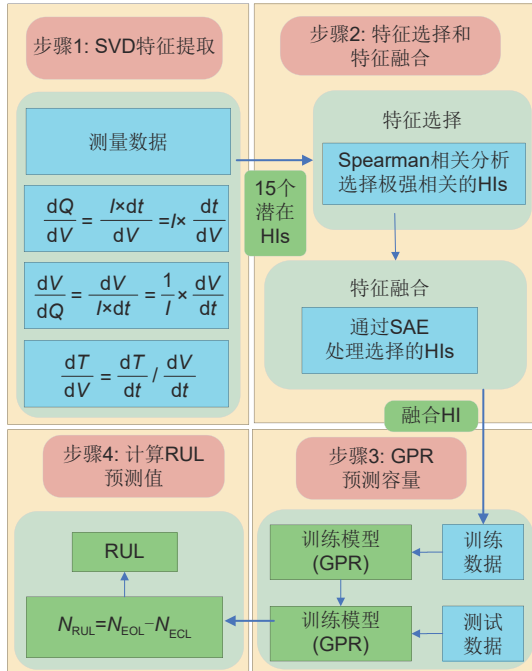 步骤1: SVD特征提取
测量数据
dQ/dV = I×dt/dV =I× dt/dV
dV/dQ = dV/I×dt = 1/I × dV/dt
dT/dV = dT/dt / dV/dt
15个
潜在
HIs
步骤2: 特征选择和
特征融合
特征选择
Spearman相关分析
选择极强相关的HIs
特征融合
通过SAE
处理选择的HIs
融合HI
步骤3: GPR
预测容量
训练模型
(GPR)
训练
数据
训练模型
(GPR)
测试
数据
步骤4: 计算RUL
预测值
RUL
N_RUL=N_EOL−N_ECL